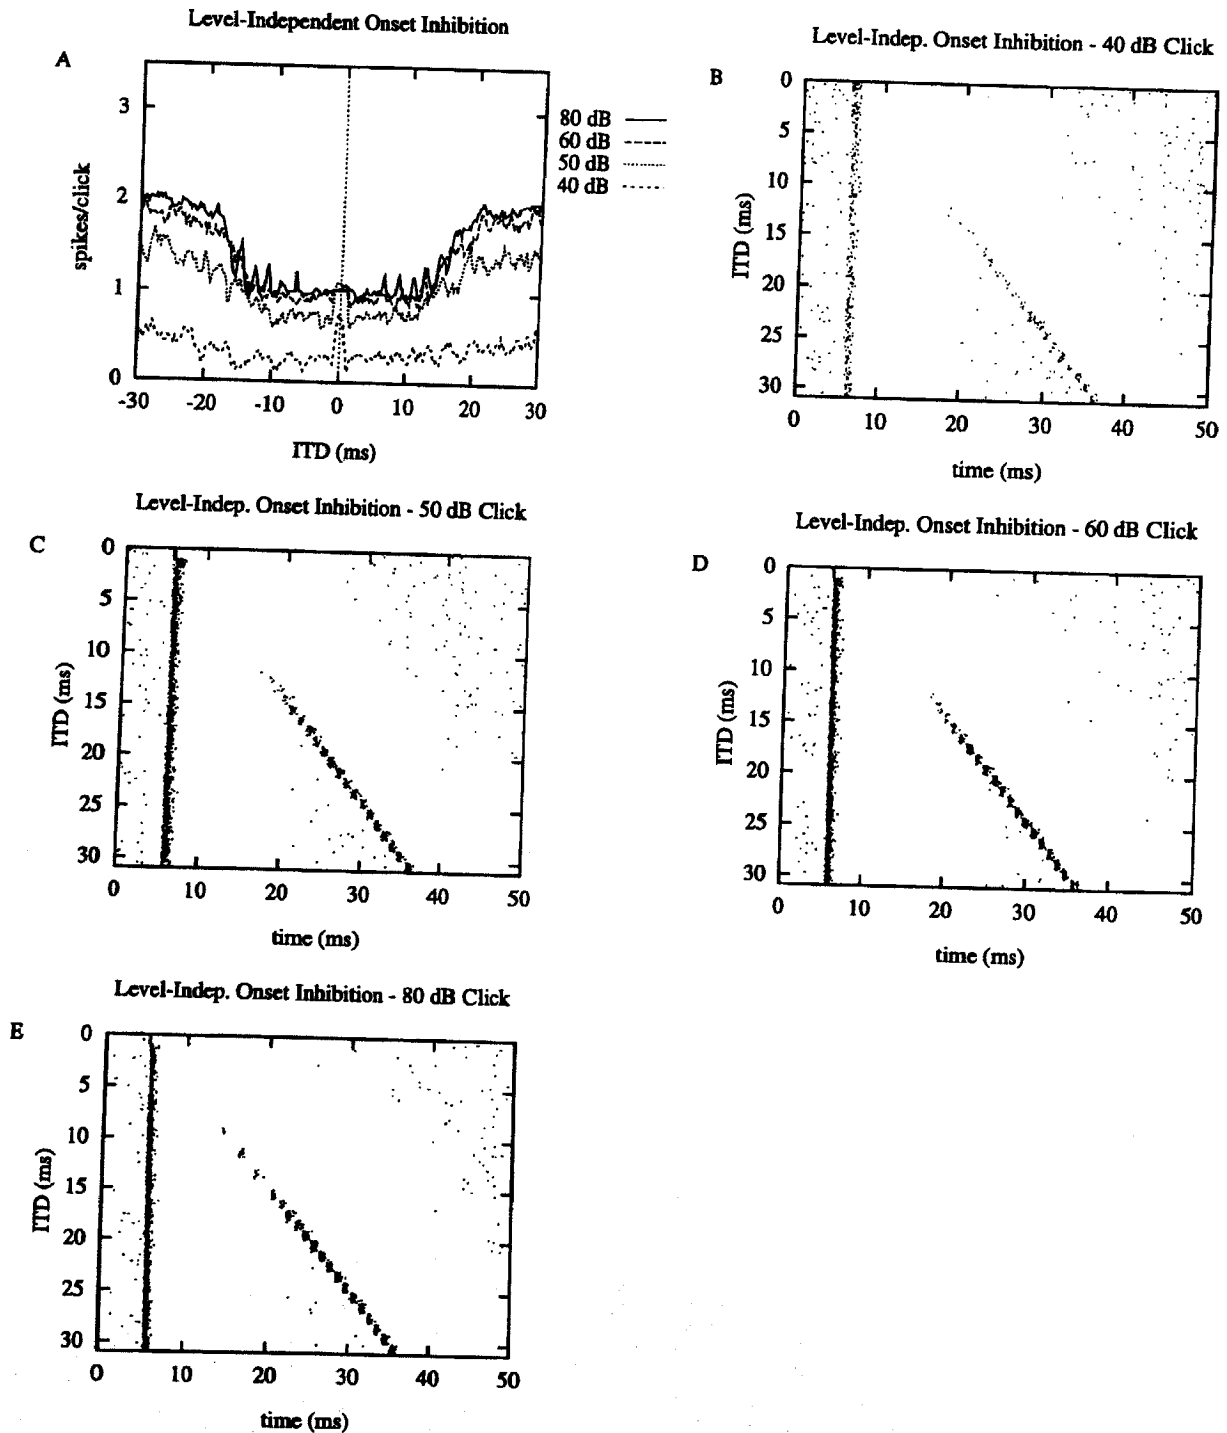 Level-Independent Onset Inhibition
A
3
2
1
0
spikes/click
-30 -20 -10 0 10 20 30
ITD (ms)
80 dB
60 dB
50 dB
40 dB
Level-Indep. Onset Inhibition - 40 dB Click
B
0
5
10
15
20
25
30
ITD (ms)
0 10 20 30 40 50
time (ms)
Level-Indep. Onset Inhibition - 50 dB Click
C
0
5
10
15
20
25
30
ITD (ms)
0 10 20 30 40 50
time (ms)
Level-Indep. Onset Inhibition - 60 dB Click
D
0
5
10
15
20
25
30
ITD (ms)
0 10 20 30 40 50
time (ms)
Level-Indep. Onset Inhibition - 80 dB Click
E
0
5
10
15
20
25
30
ITD (ms)
0 10 20 30 40 50
time (ms)